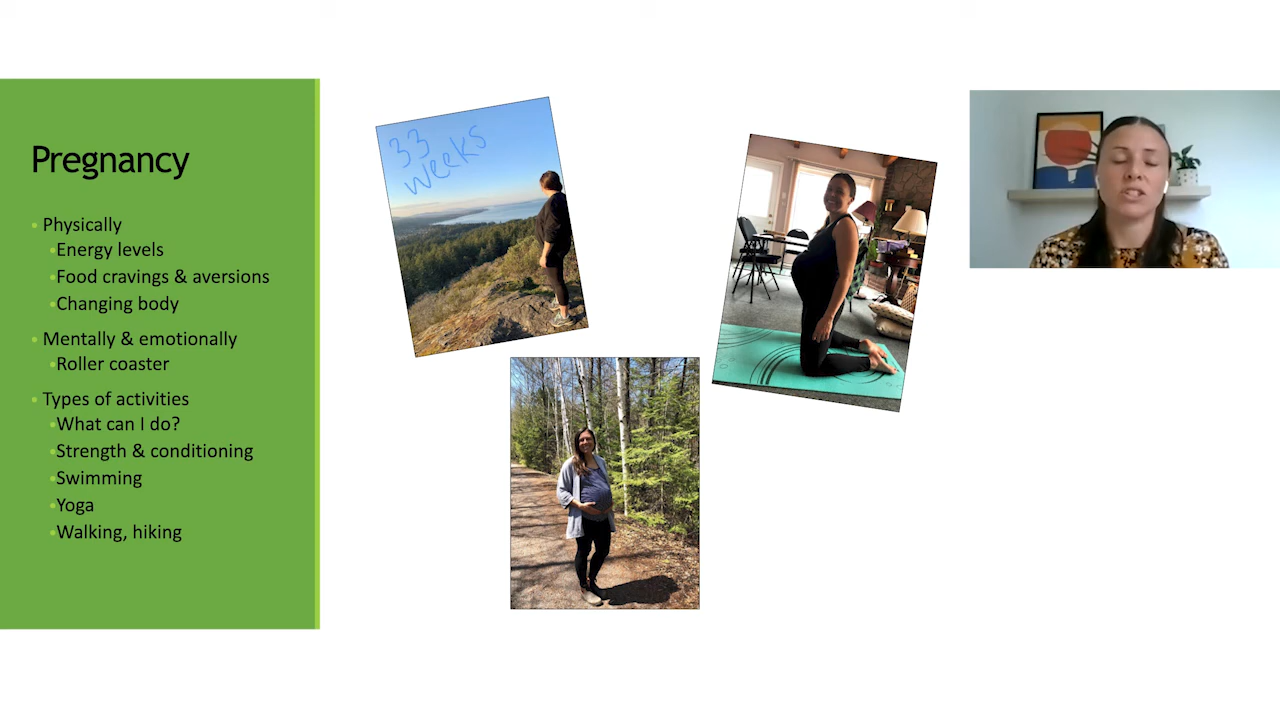 Pregnancy
• Physically
•Energy levels
•Food cravings & aversions
•Changing body
• Mentally & emotionally
•Roller coaster
• Types of activities
•What can I do?
•Strength & conditioning
•Swimming
•Yoga
•Walking, hiking
33
weeks